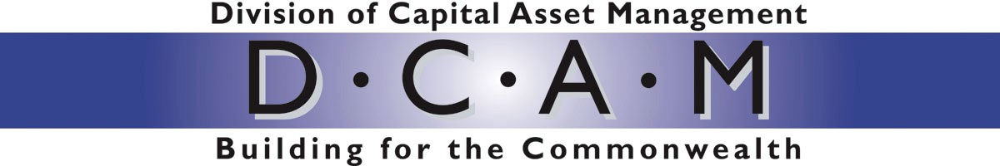 Division of Capital Asset Management
D•C•A•M
Building for the Commonwealth